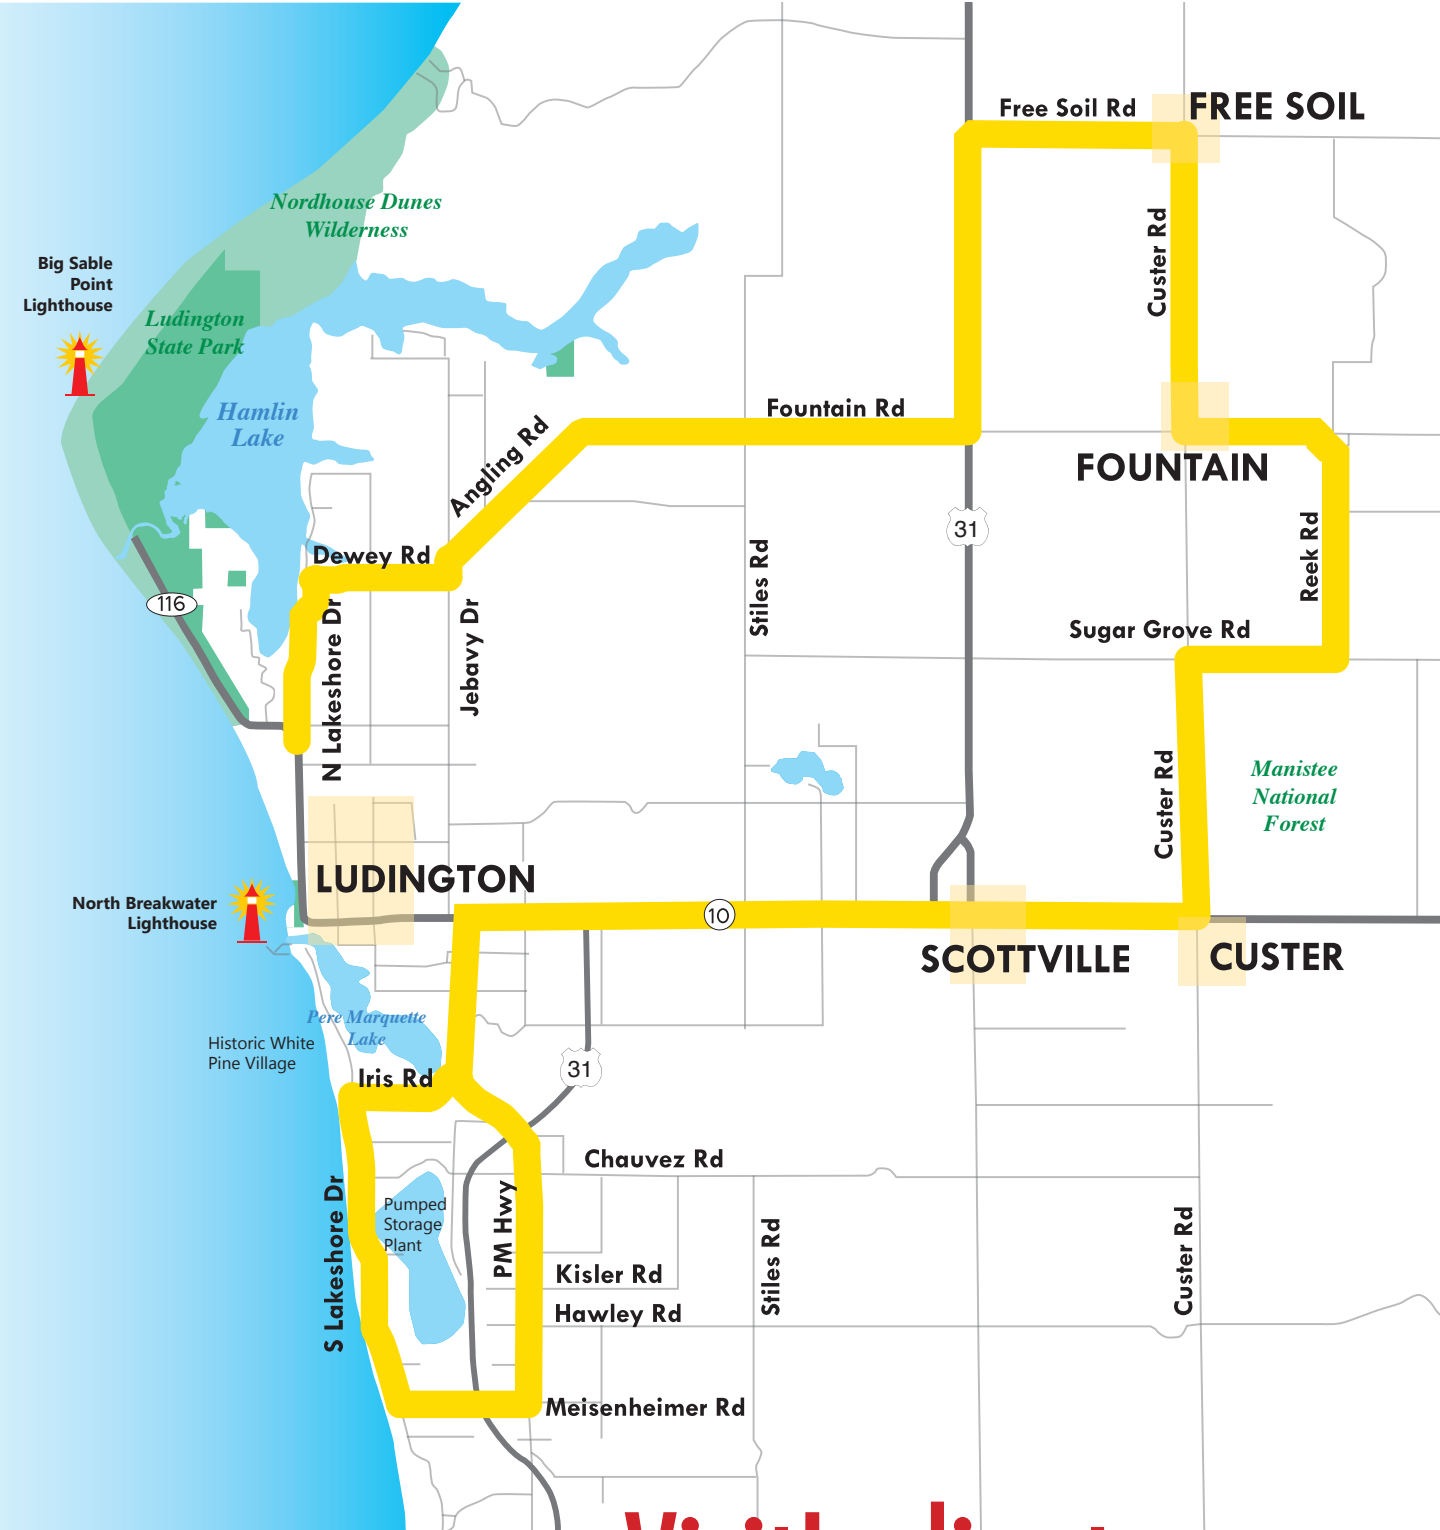 Free Soil Rd
FREE SOIL
Nordhouse Dunes
Wilderness
Custer Rd
Big Sable
Point
Lighthouse
Ludington
State Park
Hamlin
Lake
Angling Rd
Fountain Rd
FOUNTAIN
31
Reek Rd
Dewey Rd
Stiles Rd
116
N Lakeshore Dr
Jebavy Dr
Sugar Grove Rd
Custer Rd
Manistee
National
Forest
LUDINGTON
North Breakwater
Lighthouse
10
SCOTTVILLE
CUSTER
Pere Marquette
Lake
Historic White
Pine Village
Iris Rd
31
Chauvez Rd
S Lakeshore Dr
Pumped
Storage
Plant
PM Hwy
Kisler Rd
Stiles Rd
Custer Rd
Hawley Rd
Meisenheimer Rd